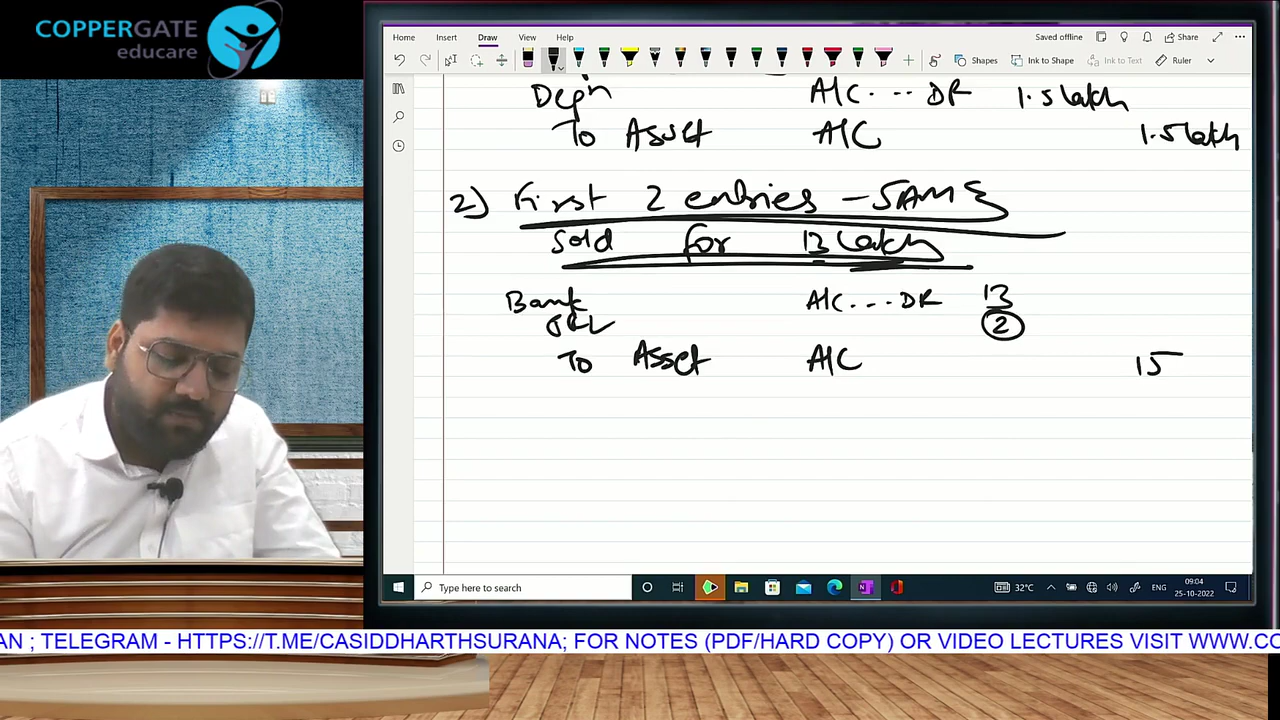 COPPERGATE
educare
Home Insert Draw View Help
Saved offline
Share
Shapes
Ink to Shape
Ink to Text
Ruler
Depn A/C ... DR 1.5 lakh
To Asset A/C 1.5 lakh
2) First 2 entries - SAME
Sold for 13 lakh
Bank A/C ... DR 13
2
To Asset A/C 15
Type here to search
32°C
ENG
09:04
25-10-2022
AN ; TELEGRAM - HTTPS://T.ME/CASIDDHARTHSURANA; FOR NOTES (PDF/HARD COPY) OR VIDEO LECTURES VISIT WWW.CO